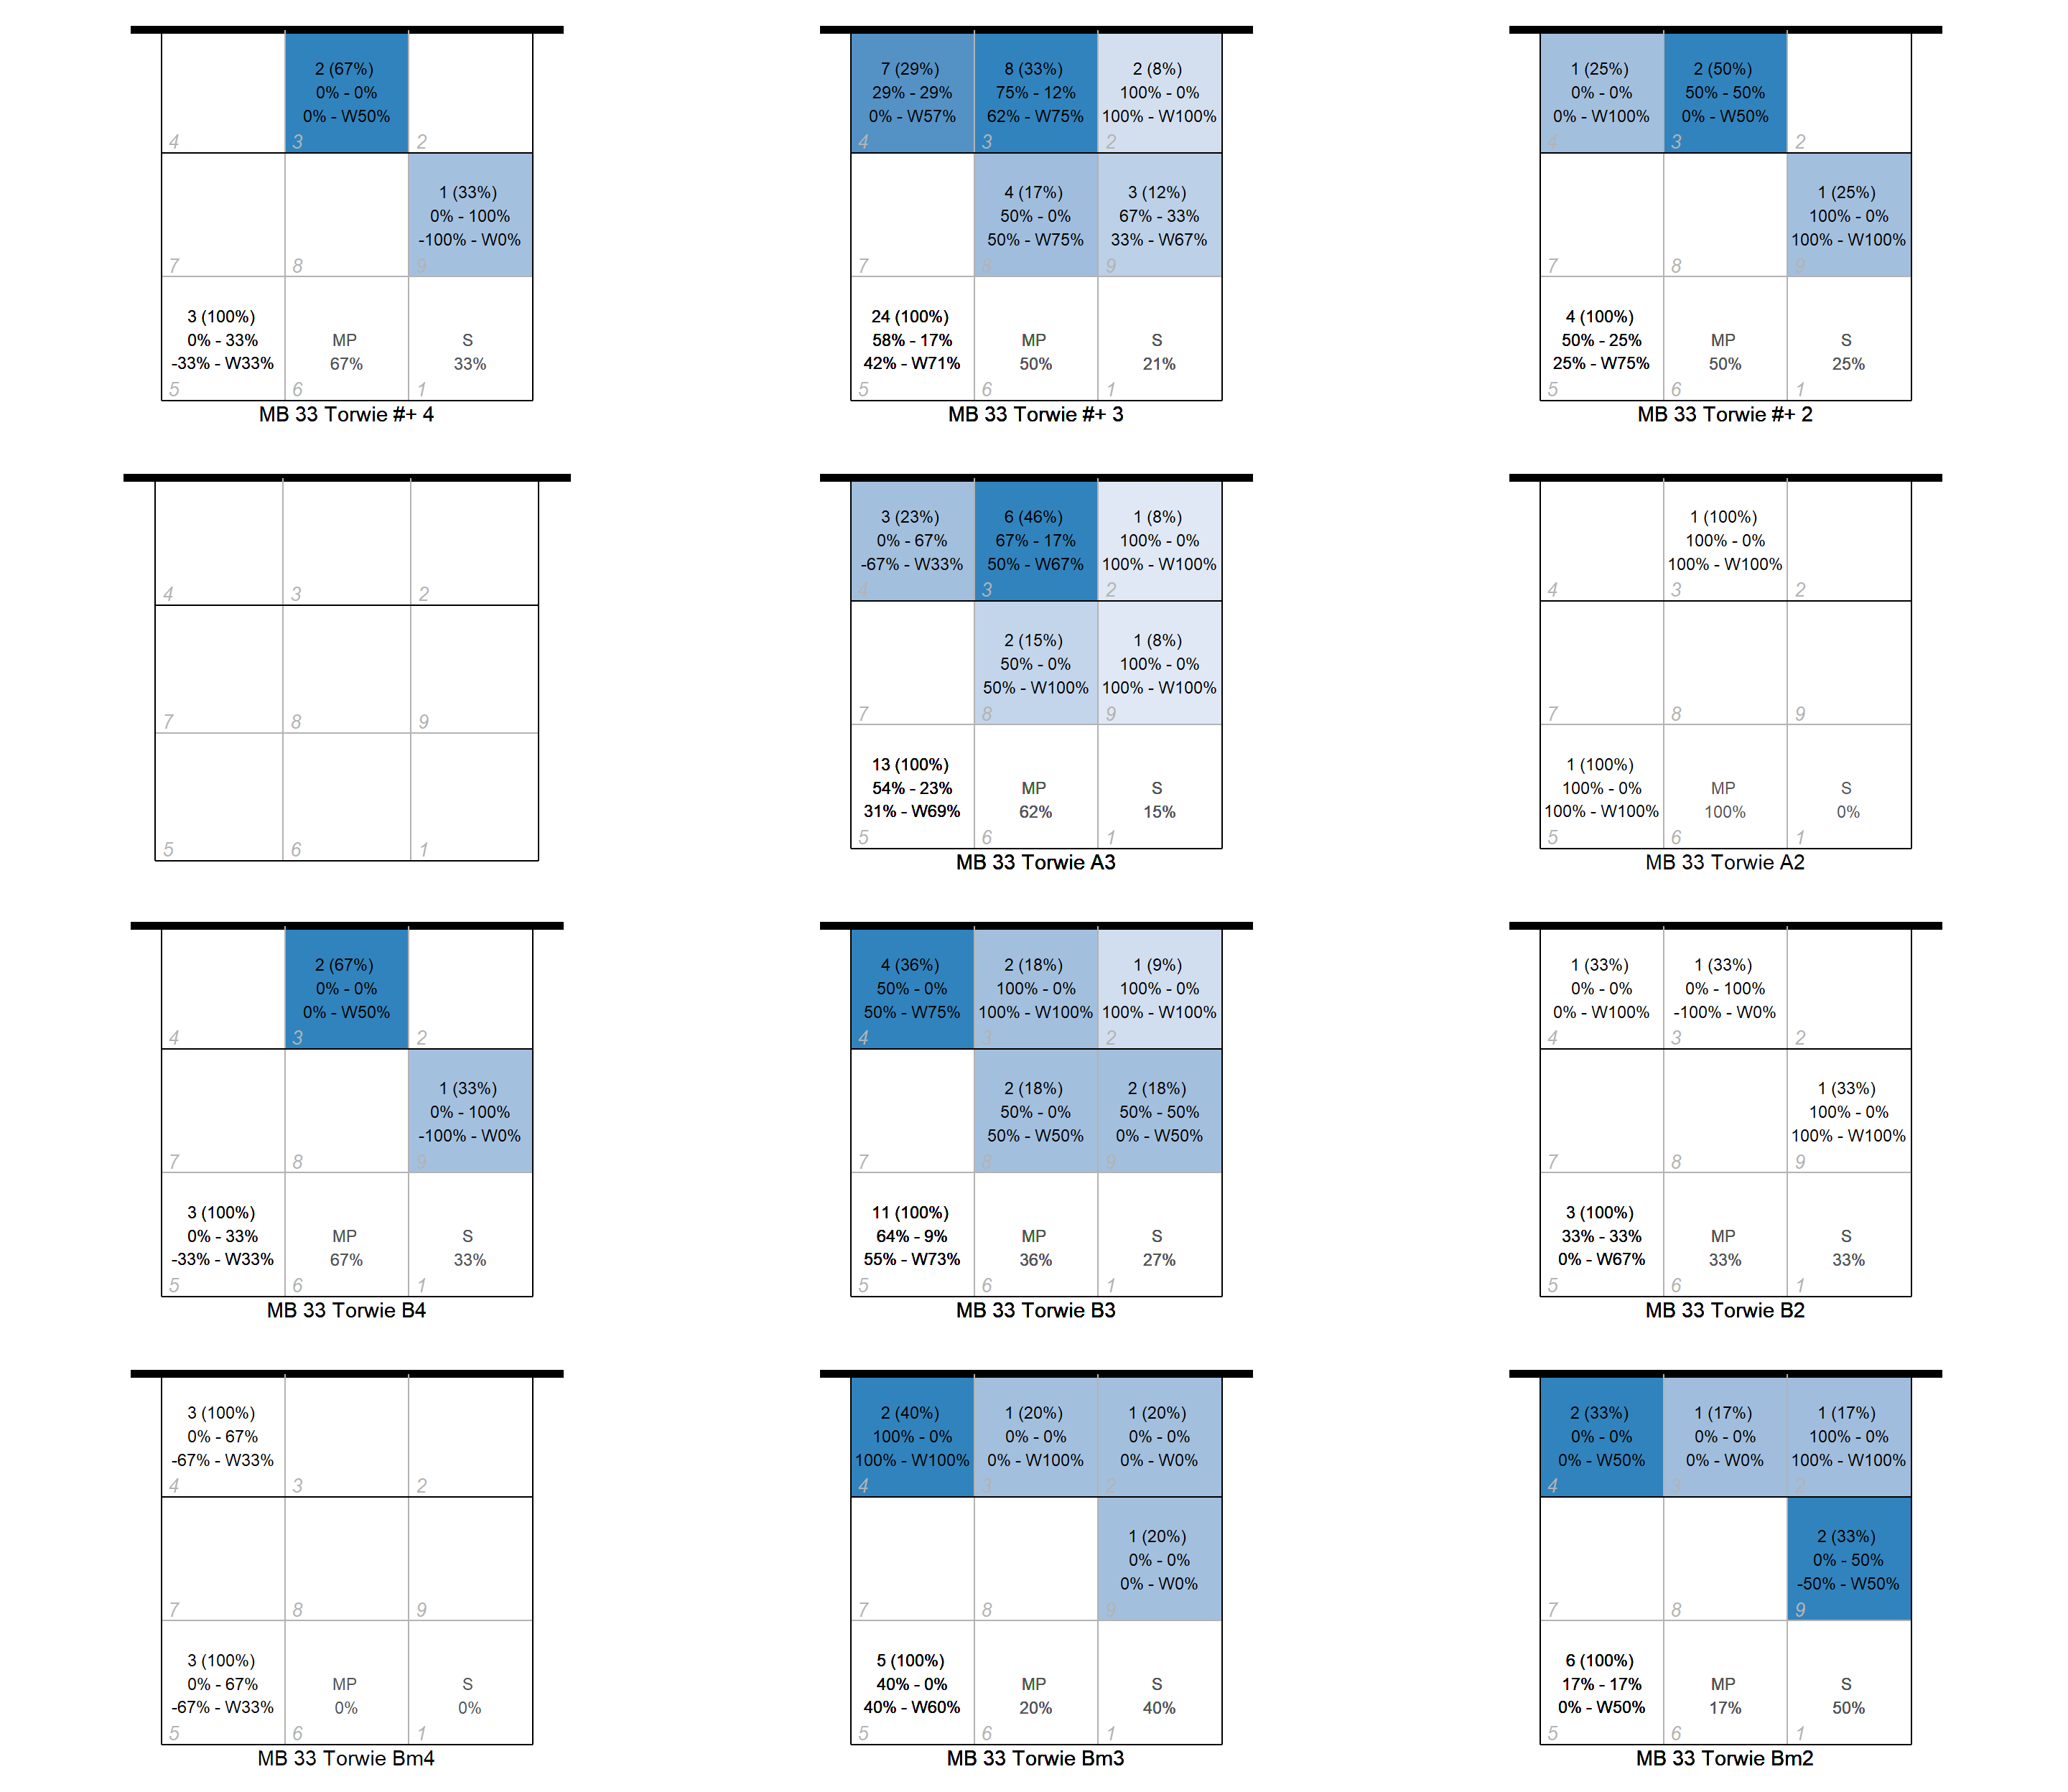 2 (67%)
0% - 0%
0% - W50%
4
3
2
1 (33%)
0% - 100%
-100% - W0%
7
8
9
3 (100%)
0% - 33%
-33% - W33%
MP
67%
S
33%
5
6
1
MB 33 Torwie #+ 4
7 (29%)
29% - 29%
0% - W57%
8 (33%)
75% - 12%
62% - W75%
2 (8%)
100% - 0%
100% - W100%
4
3
2
4 (17%)
50% - 0%
50% - W75%
3 (12%)
67% - 33%
33% - W67%
7
8
9
24 (100%)
58% - 17%
42% - W71%
MP
50%
S
21%
5
6
1
MB 33 Torwie #+ 3
1 (25%)
0% - 0%
0% - W100%
2 (50%)
50% - 50%
0% - W50%
4
3
2
1 (25%)
100% - 0%
100% - W100%
7
8
9
4 (100%)
50% - 25%
25% - W75%
MP
50%
S
25%
5
6
1
MB 33 Torwie #+ 2
4
3
2
7
8
9
5
6
1
3 (23%)
0% - 67%
-67% - W33%
6 (46%)
67% - 17%
50% - W67%
1 (8%)
100% - 0%
100% - W100%
4
3
2
2 (15%)
50% - 0%
50% - W100%
1 (8%)
100% - 0%
100% - W100%
7
8
9
13 (100%)
54% - 23%
31% - W69%
MP
62%
S
15%
5
6
1
MB 33 Torwie A3
1 (100%)
100% - 0%
100% - W100%
4
3
2
7
8
9
1 (100%)
100% - 0%
100% - W100%
MP
100%
S
0%
5
6
1
MB 33 Torwie A2
2 (67%)
0% - 0%
0% - W50%
4
3
2
1 (33%)
0% - 100%
-100% - W0%
7
8
9
3 (100%)
0% - 33%
-33% - W33%
MP
67%
S
33%
5
6
1
MB 33 Torwie B4
4 (36%)
50% - 0%
50% - W75%
2 (18%)
100% - 0%
100% - W100%
1 (9%)
100% - 0%
100% - W100%
4
3
2
2 (18%)
50% - 0%
50% - W50%
2 (18%)
50% - 50%
0% - W50%
7
8
9
11 (100%)
64% - 9%
55% - W73%
MP
36%
S
27%
5
6
1
MB 33 Torwie B3
1 (33%)
0% - 0%
0% - W100%
1 (33%)
0% - 100%
-100% - W0%
4
3
2
1 (33%)
100% - 0%
100% - W100%
7
8
9
3 (100%)
33% - 33%
0% - W67%
MP
33%
S
33%
5
6
1
MB 33 Torwie B2
3 (100%)
0% - 67%
-67% - W33%
4
3
2
7
8
9
3 (100%)
0% - 67%
-67% - W33%
MP
0%
S
0%
5
6
1
MB 33 Torwie Bm4
2 (40%)
100% - 0%
100% - W100%
1 (20%)
0% - 0%
0% - W100%
1 (20%)
0% - 0%
0% - W0%
4
3
2
1 (20%)
0% - 0%
0% - W0%
7
8
9
5 (100%)
40% - 0%
40% - W60%
MP
20%
S
40%
5
6
1
MB 33 Torwie Bm3
2 (33%)
0% - 0%
0% - W50%
1 (17%)
0% - 0%
0% - W0%
1 (17%)
100% - 0%
100% - W100%
4
3
2
2 (33%)
0% - 50%
-50% - W50%
7
8
9
6 (100%)
17% - 17%
0% - W50%
MP
17%
S
50%
5
6
1
MB 33 Torwie Bm2